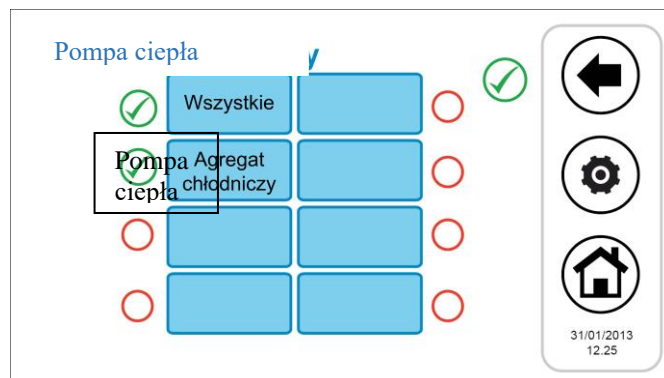 Pompa ciepła
Wszystkie
Pompa
ciepła
Agregat
chłodniczy
31/01/2013
12.25